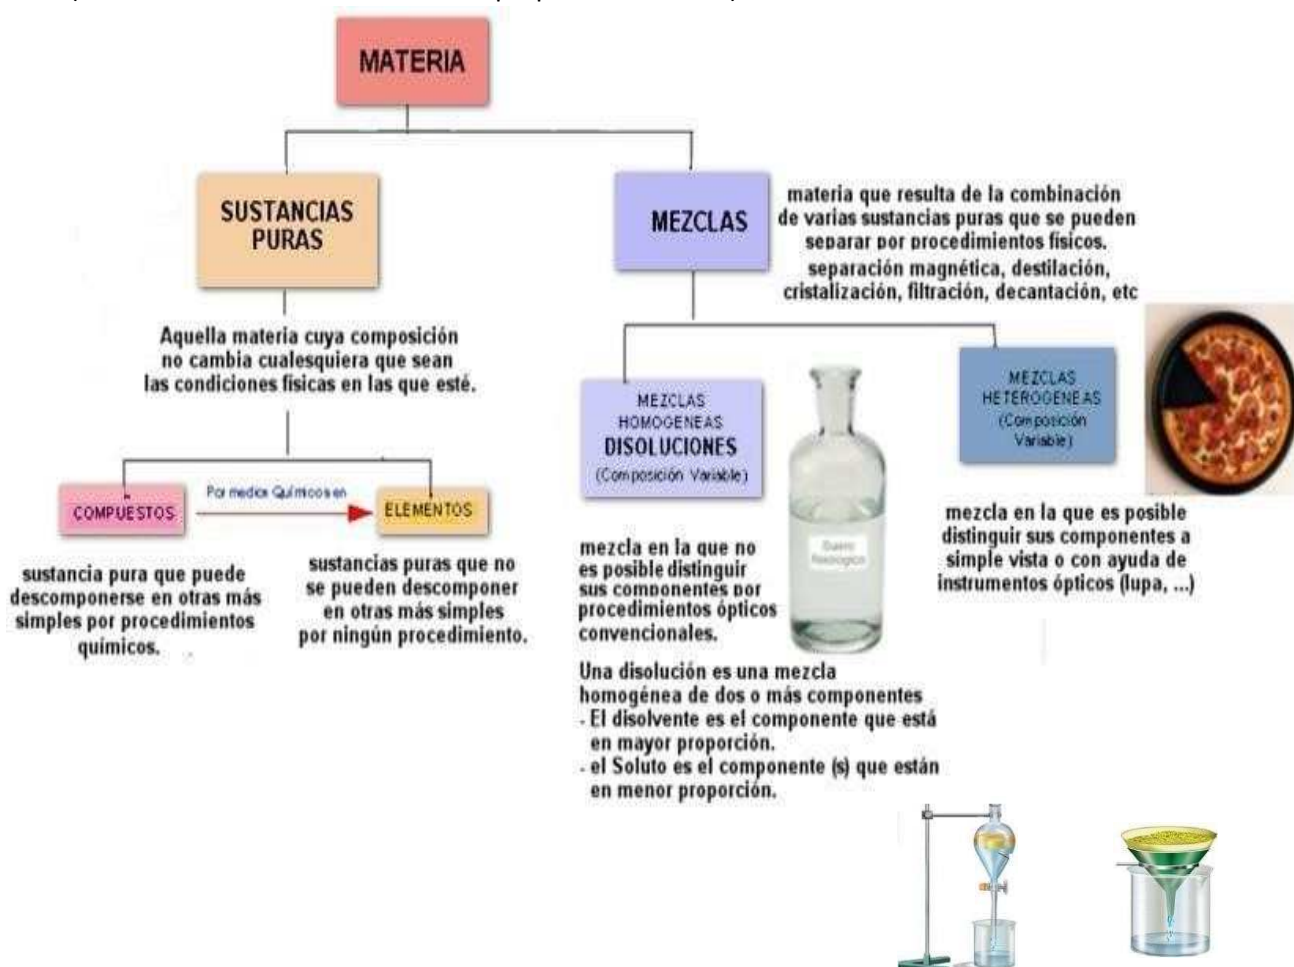 MATERIA
SUSTANCIAS
PURAS
MEZCLAS
materia que resulta de la combinación
de varias sustancias puras que se pueden
separar por procedimientos físicos.
separación magnética, destilación,
cristalización, filtración, decantación, etc
Aquella materia cuya composición
no cambia cualesquiera que sean
las condiciones físicas en las que esté.
COMPUESTOS
Por medios Químicos en
ELEMENTOS
sustancia pura que puede
descomponerse en otras más
simples por procedimientos
químicos.
sustancias puras que no
se pueden descomponer
en otras más simples
por ningún procedimiento.
MEZCLAS
HOMOGENEAS
DISOLUCIONES
(Composición Variable)
MEZCLAS
HETEROGENEAS
(Composición
Variable)
mezcla en la que no
es posible distinguir
sus componentes por
procedimientos ópticos
convencionales.
Suero
fisiológico
mezcla en la que es posible
distinguir sus componentes a
simple vista o con ayuda de
instrumentos ópticos (lupa, ...)
Una disolución es una mezcla
homogénea de dos o más componentes
- El disolvente es el componente que está
en mayor proporción.
- el Soluto es el componente (s) que están
en menor proporción.